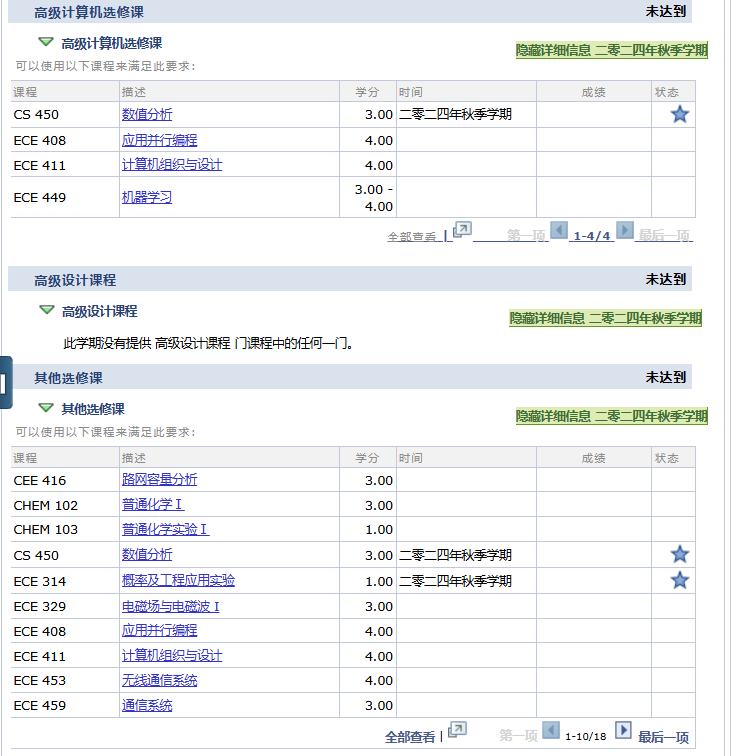 高级计算机选修课 未达到
高级计算机选修课 隐藏详细信息 二零二四年秋季学期
可以使用以下课程来满足此要求:
课程 描述 学分 时间 成绩 状态
CS 450 数值分析 3.00 二零二四年秋季学期
ECE 408 应用并行编程 4.00
ECE 411 计算机组织与设计 4.00
ECE 449 机器学习 3.00 - 4.00
全部查看 | 第一项 1-4/4 最后一项
高级设计课程 未达到
高级设计课程 隐藏详细信息 二零二四年秋季学期
此学期没有提供 高级设计课程 门课程中的任何一门。
其他选修课 未达到
其他选修课 隐藏详细信息 二零二四年秋季学期
可以使用以下课程来满足此要求:
课程 描述 学分 时间 成绩 状态
CEE 416 路网容量分析 3.00
CHEM 102 普通化学 I 3.00
CHEM 103 普通化学实验 I 1.00
CS 450 数值分析 3.00 二零二四年秋季学期
ECE 314 概率及工程应用实验 1.00 二零二四年秋季学期
ECE 329 电磁场与电磁波 I 3.00
ECE 408 应用并行编程 4.00
ECE 411 计算机组织与设计 4.00
ECE 453 无线通信系统 4.00
ECE 459 通信系统 3.00
全部查看 | 第一项 1-10/18 最后一项